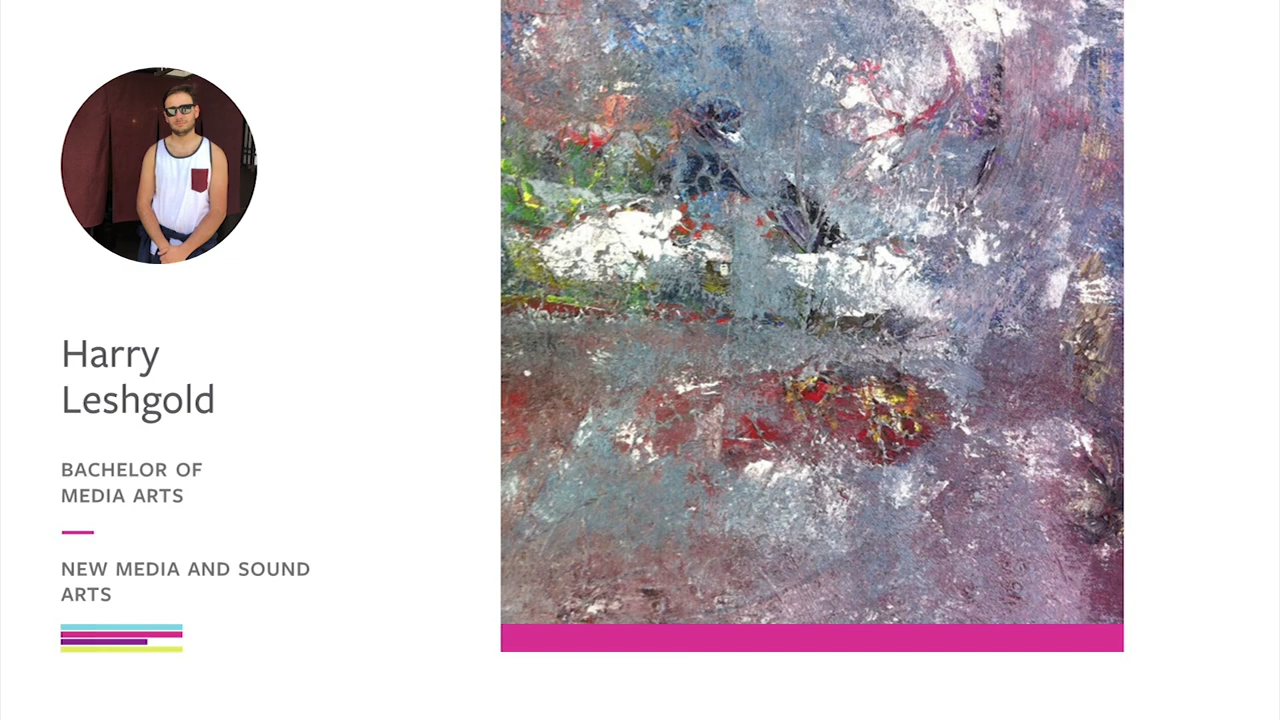 Harry
Leshgold
BACHELOR OF
MEDIA ARTS
NEW MEDIA AND SOUND
ARTS